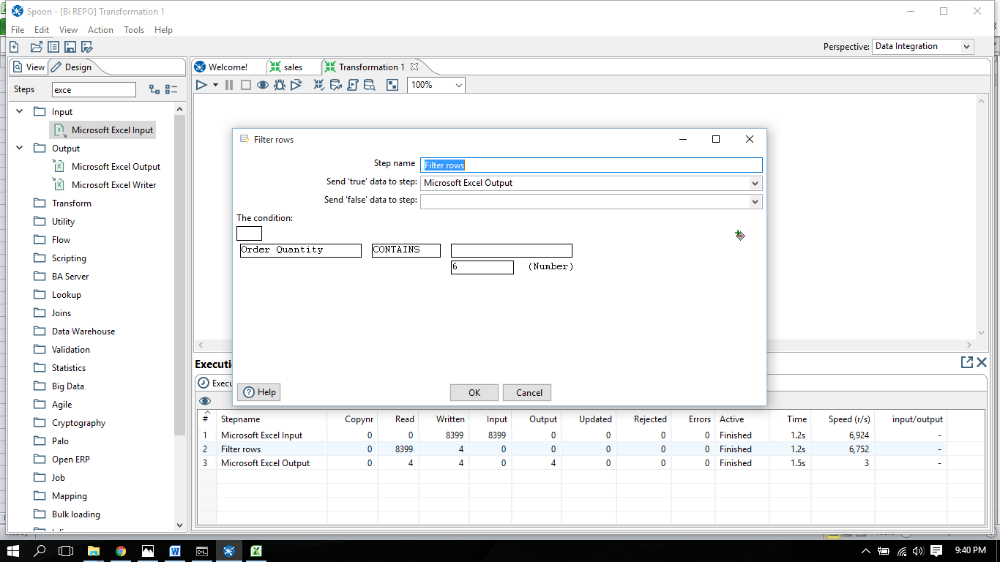 Spoon - [Bi REPO] Transformation 1
File Edit View Action Tools Help
Perspective: Data Integration
View Design
Welcome! sales Transformation 1
Steps exce
100%
Input
Microsoft Excel Input
Output
Microsoft Excel Output
Microsoft Excel Writer
Transform
Utility
Flow
Scripting
BA Server
Lookup
Joins
Data Warehouse
Validation
Statistics
Big Data
Agile
Cryptography
Palo
Open ERP
Job
Mapping
Bulk loading
Filter rows
Step name Filter rows
Send 'true' data to step: Microsoft Excel Output
Send 'false' data to step:
The condition:
Order Quantity CONTAINS
6 (Number)
Help OK Cancel
# Stepname Copynr Read Written Input Output Updated Rejected Errors Active Time Speed (r/s) input/output
1 Microsoft Excel Input 0 0 8399 8399 0 0 0 0 Finished 1.2s 6,924 -
2 Filter rows 0 8399 4 0 0 0 0 0 Finished 1.2s 6,752 -
3 Microsoft Excel Output 0 4 4 0 4 0 0 0 Finished 1.5s 3 -
9:40 PM